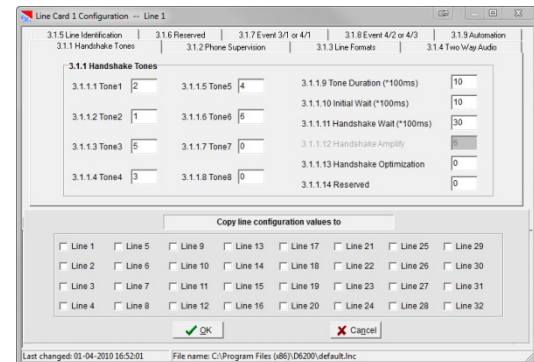 Line Card 1 Configuration -- Line 1
3.1.5 Line Identification 3.1.6 Reserved 3.1.7 Event 3/1 or 4/1 3.1.8 Event 4/2 or 4/3 3.1.9 Automation
3.1.1 Handshake Tones 3.1.2 Phone Supervision 3.1.3 Line Formats 3.1.4 Two Way Audio
3.1.1 Handshake Tones
3.1.1.1 Tone1 2
3.1.1.2 Tone2 1
3.1.1.3 Tone3 5
3.1.1.4 Tone4 3
3.1.1.5 Tone5 4
3.1.1.6 Tone6 6
3.1.1.7 Tone7 0
3.1.1.8 Tone8 0
3.1.1.9 Tone Duration (*100ms) 10
3.1.1.10 Initial Wait (*100ms) 10
3.1.1.11 Handshake Wait (*100ms) 30
3.1.1.12 Handshake Amplify 6
3.1.1.13 Handshake Optimization 0
3.1.1.14 Reserved 0
Copy line configuration values to
Line 1 Line 5 Line 9 Line 13 Line 17 Line 21 Line 25 Line 29
Line 2 Line 6 Line 10 Line 14 Line 18 Line 22 Line 26 Line 30
Line 3 Line 7 Line 11 Line 15 Line 19 Line 23 Line 27 Line 31
Line 4 Line 8 Line 12 Line 16 Line 20 Line 24 Line 28 Line 32
OK Cancel
Last changed: 01-04-2010 16:52:01 File name: C:\Program Files (x86)\D6200\default.lnc